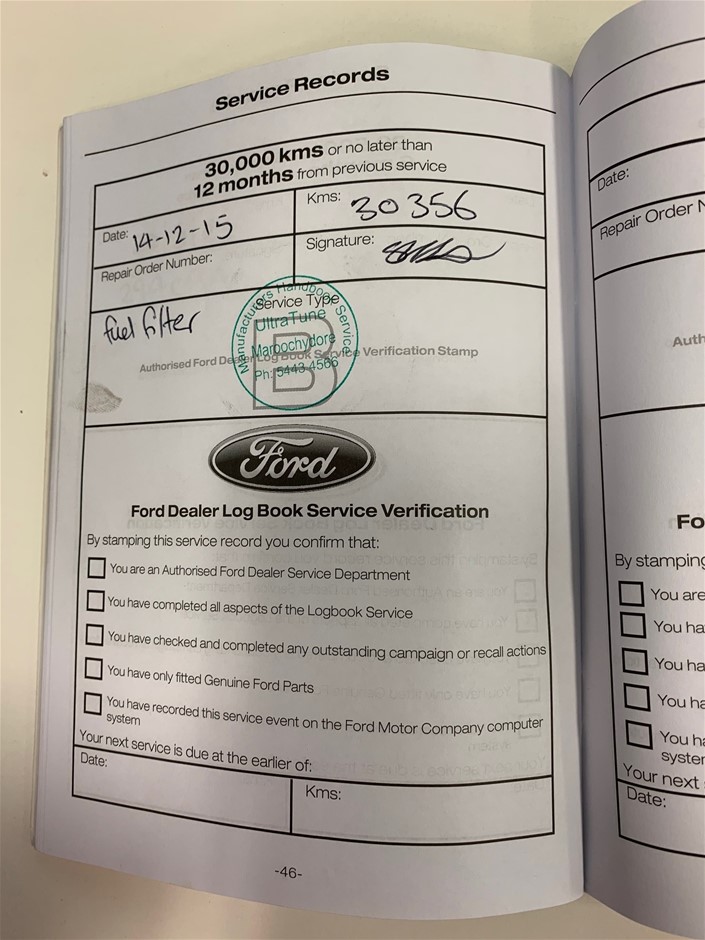 Service Records
30,000 kms or no later than
12 months from previous service
Date: 14-12-15
Kms: 30356
Repair Order Number:
Signature:
fuel filter
Manufacturers Handbook Service
Service Type
B
UltraTune
Maroochydore
Ph: 5443 4566
Authorised Ford Dealer Log Book Service Verification Stamp
Ford
Ford Dealer Log Book Service Verification
By stamping this service record you confirm that:
You are an Authorised Ford Dealer Service Department
You have completed all aspects of the Logbook Service
You have checked and completed any outstanding campaign or recall actions
You have only fitted Genuine Ford Parts
You have recorded this service event on the Ford Motor Company computer
system
Your next service is due at the earlier of:
Date:
Kms:
-46-
Date:
Repair Order N
Auth
Fo
By stamping
You are
You ha
You ha
You ha
You ha
system
Your next
Date: